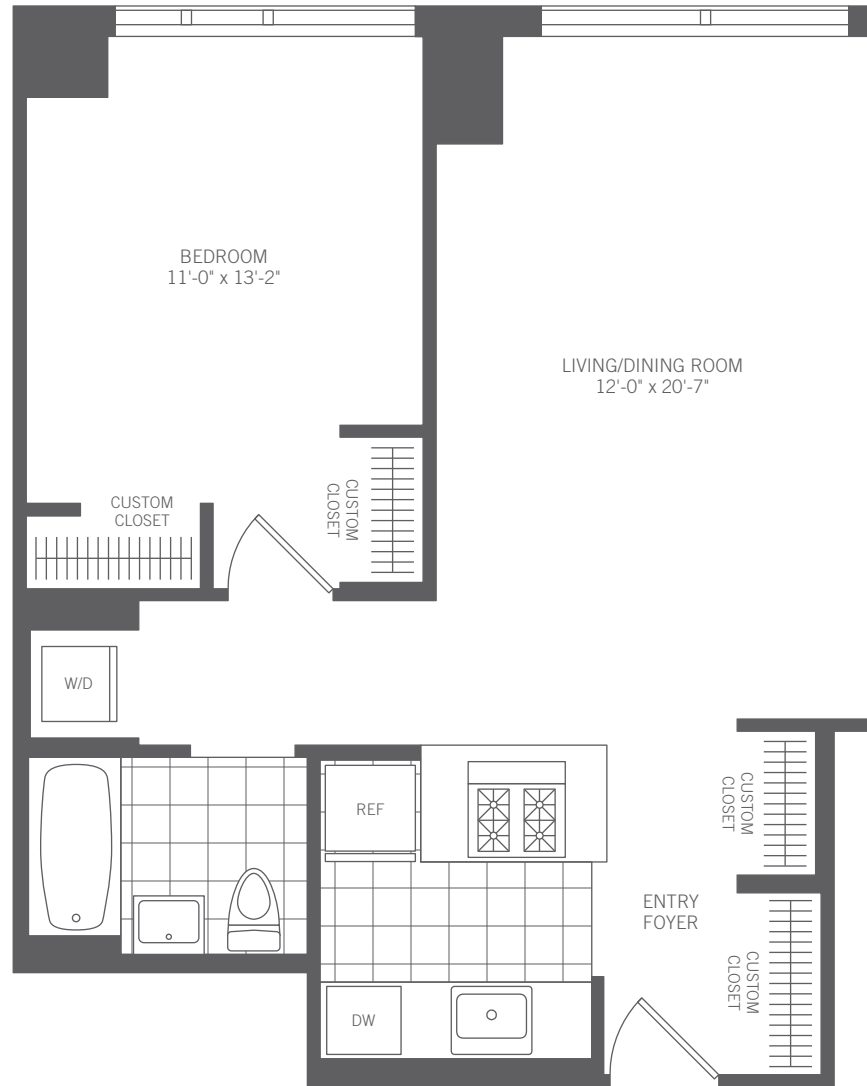 BEDROOM
11'-0" x 13'-2"
LIVING/DINING ROOM
12'-0" x 20'-7"
CUSTOM
CLOSET
CUSTOM
CLOSET
W/D
REF
CUSTOM
CLOSET
ENTRY
FOYER
CUSTOM
CLOSET
DW